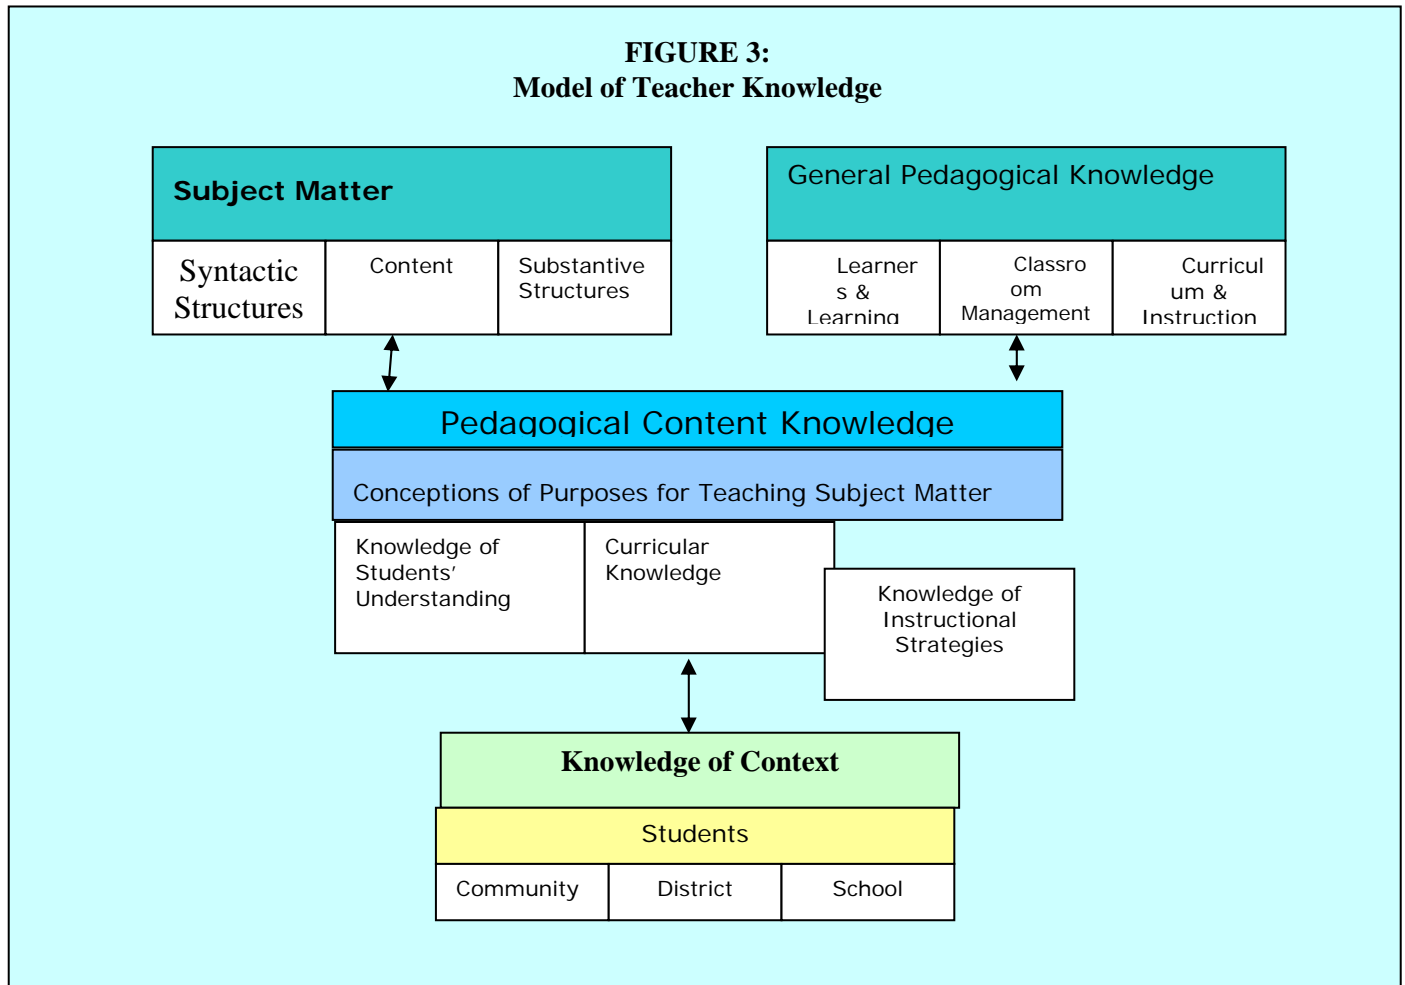 FIGURE 3:
Model of Teacher Knowledge
Subject Matter
Syntactic
Structures
Content
Substantive
Structures
General Pedagogical Knowledge
Learner
s &
Learning
Classro
om
Management
Curricul
um &
Instruction
Pedagogical Content Knowledge
Conceptions of Purposes for Teaching Subject Matter
Knowledge of
Students’
Understanding
Curricular
Knowledge
Knowledge of
Instructional
Strategies
Knowledge of Context
Students
Community
District
School